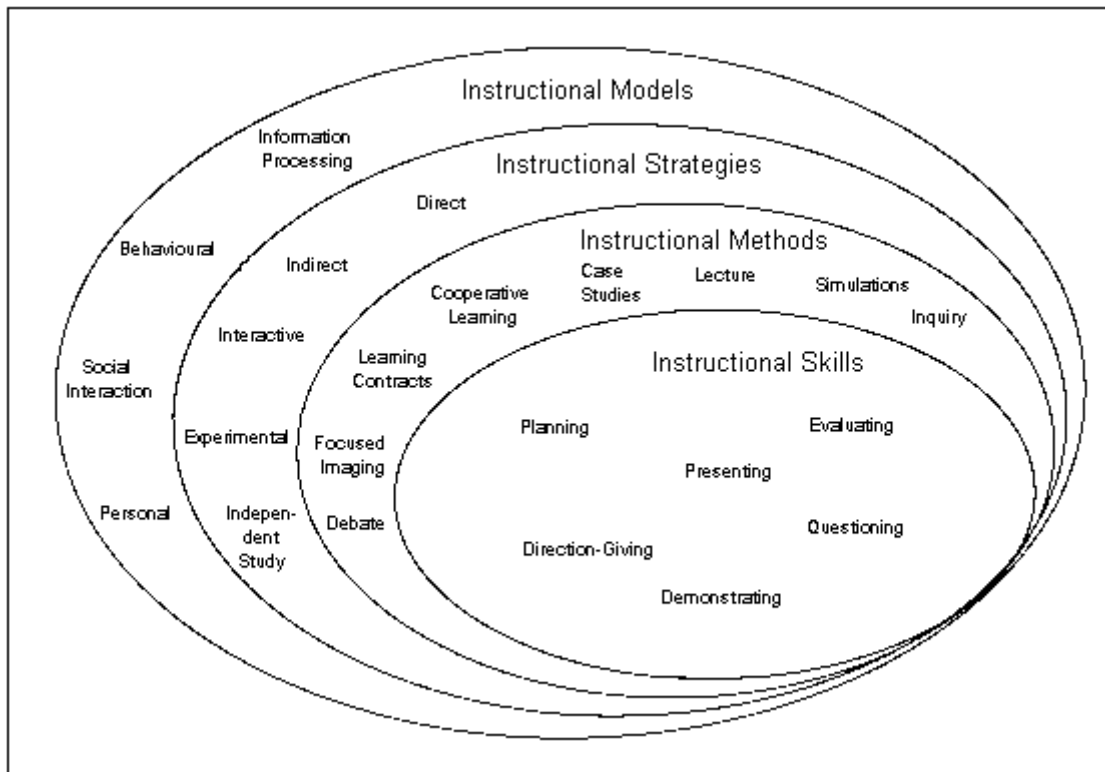 Instructional Models
Information
Processing
Behavioural
Social
Interaction
Personal
Instructional Strategies
Direct
Indirect
Interactive
Experimental
Indepen-
dent
Study
Instructional Methods
Case
Studies
Lecture
Simulations
Inquiry
Cooperative
Learning
Learning
Contracts
Focused
Imaging
Debate
Instructional Skills
Planning
Evaluating
Presenting
Questioning
Direction-Giving
Demonstrating